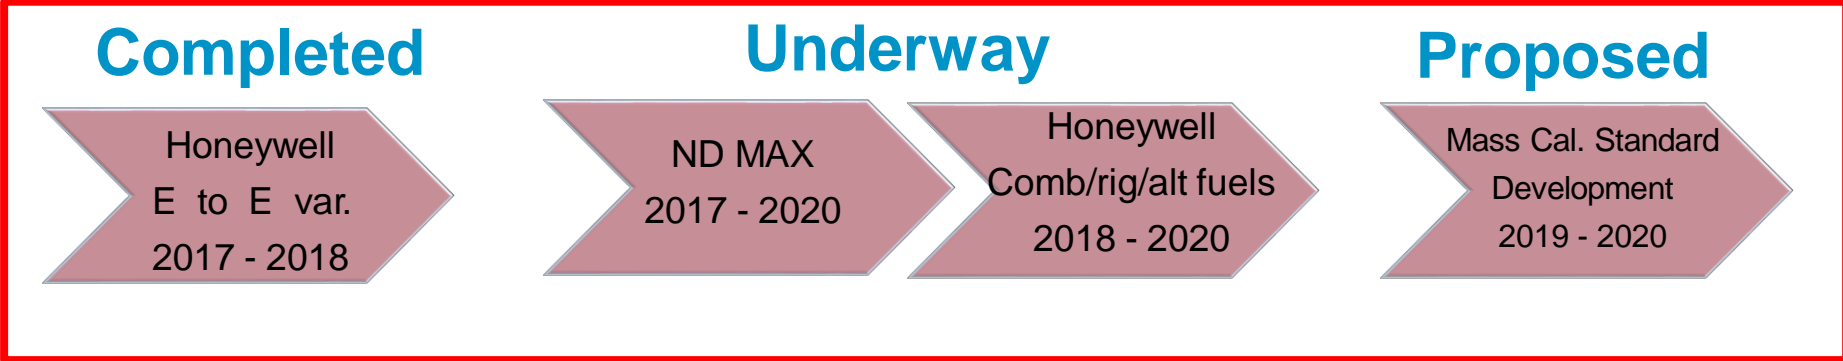 Completed
Honeywell
E to E var.
2017 - 2018
Underway
ND MAX
2017 - 2020
Honeywell
Comb/rig/alt fuels
2018 - 2020
Proposed
Mass Cal. Standard
Development
2019 - 2020